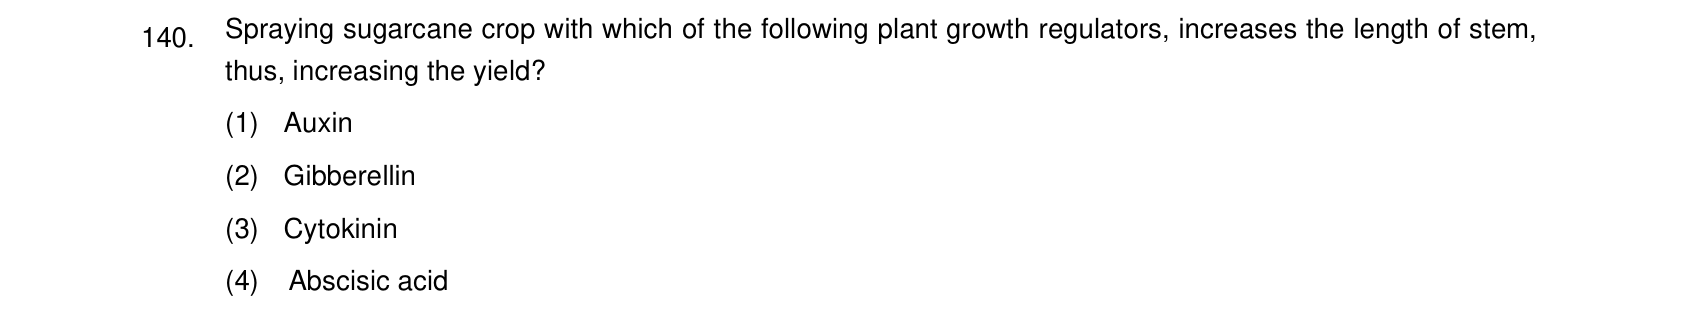 140. Spraying sugarcane crop with which of the following plant growth regulators, increases the length of stem,
thus, increasing the yield?
(1) Auxin
(2) Gibberellin
(3) Cytokinin
(4) Abscisic acid